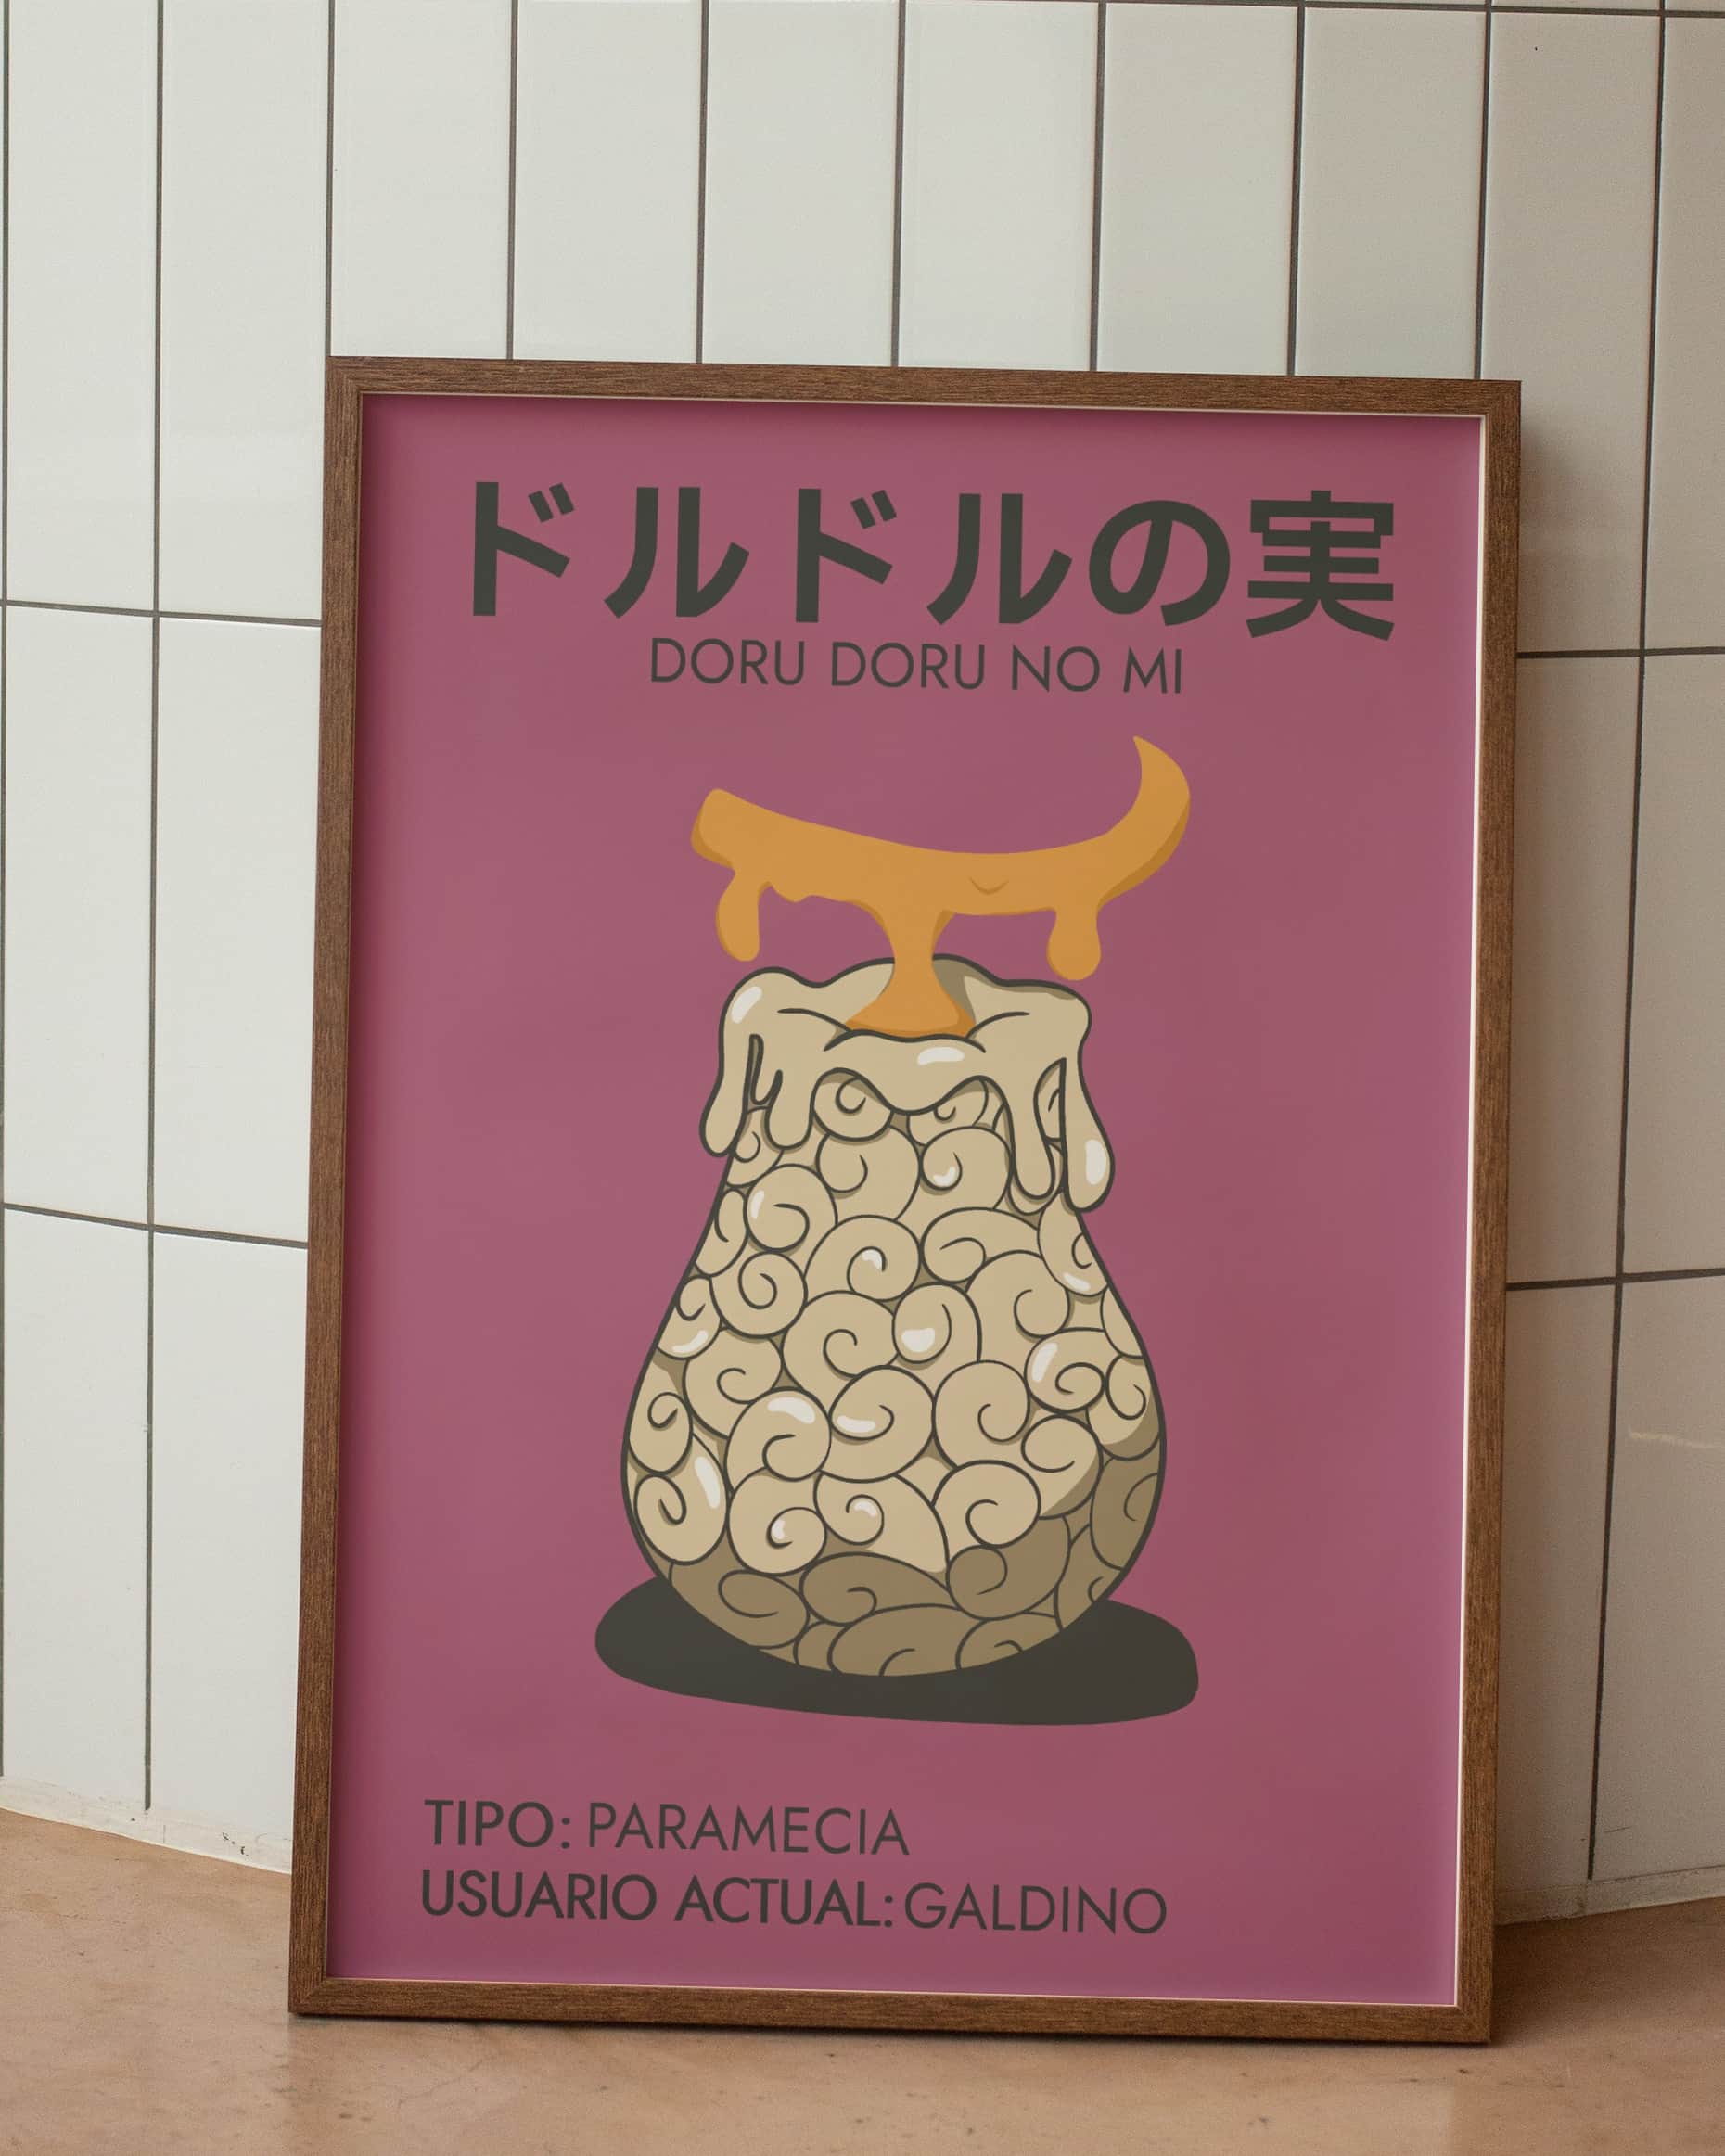 ドルドルの実
DORU DORU NO MI
TIPO: PARAMECIA
USUARIO ACTUAL: GALDINO